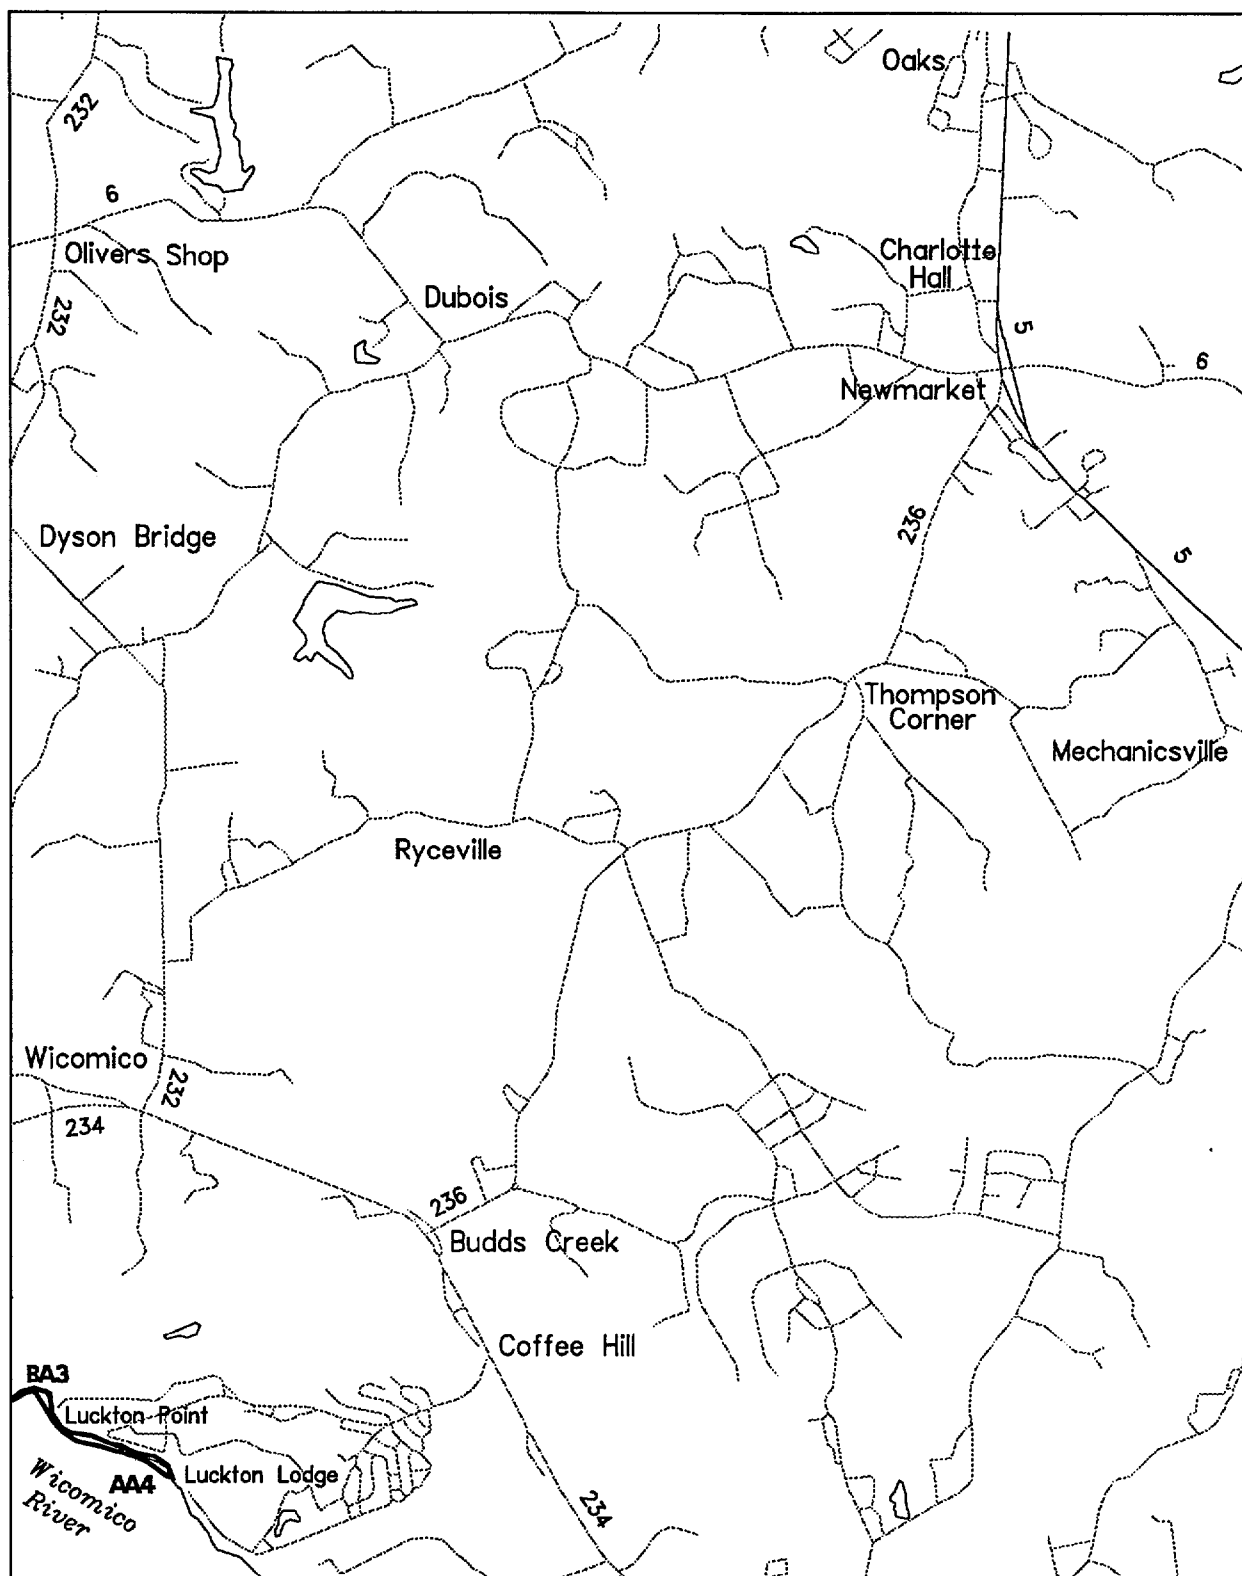 Oaks
232
6
Olivers Shop
Charlotte
Hall
232
Dubois
5
6
Newmarket
236
Dyson Bridge
5
Thompson
Corner
Mechanicsville
Ryceville
Wicomico
232
234
236
Budds Creek
Coffee Hill
BA3
Luckton Point
AA4
Luckton Lodge
Wicomico
River
234